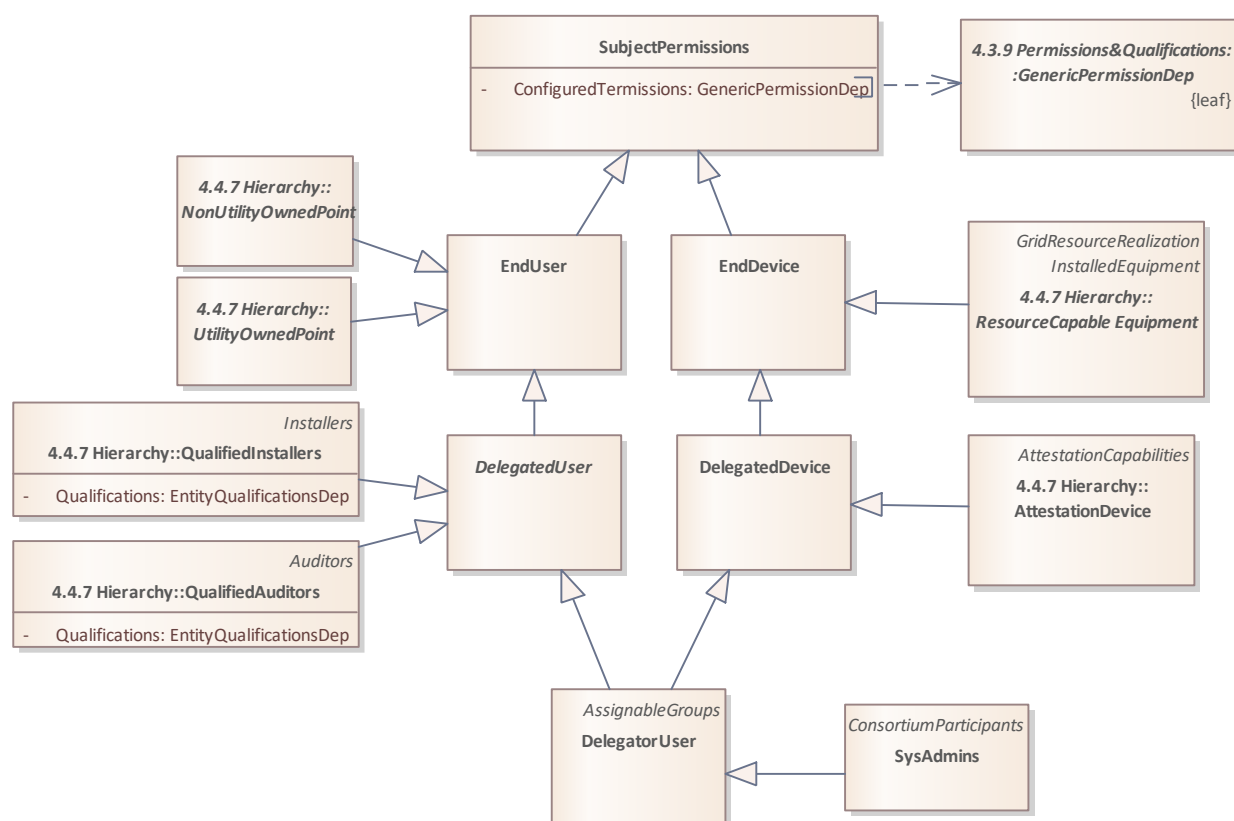 SubjectPermissions
- ConfiguredTermissions: GenericPermissionDep
4.3.9 Permissions&Qualifications:
:GenericPermissionDep
{leaf}
4.4.7 Hierarchy::
NonUtilityOwnedPoint
4.4.7 Hierarchy::
UtilityOwnedPoint
EndUser
EndDevice
GridResourceRealization
InstalledEquipment
4.4.7 Hierarchy::
ResourceCapable Equipment
Installers
4.4.7 Hierarchy::QualifiedInstallers
- Qualifications: EntityQualificationsDep
Auditors
4.4.7 Hierarchy::QualifiedAuditors
- Qualifications: EntityQualificationsDep
DelegatedUser
DelegatedDevice
AttestationCapabilities
4.4.7 Hierarchy::
AttestationDevice
AssignableGroups
DelegatorUser
ConsortiumParticipants
SysAdmins